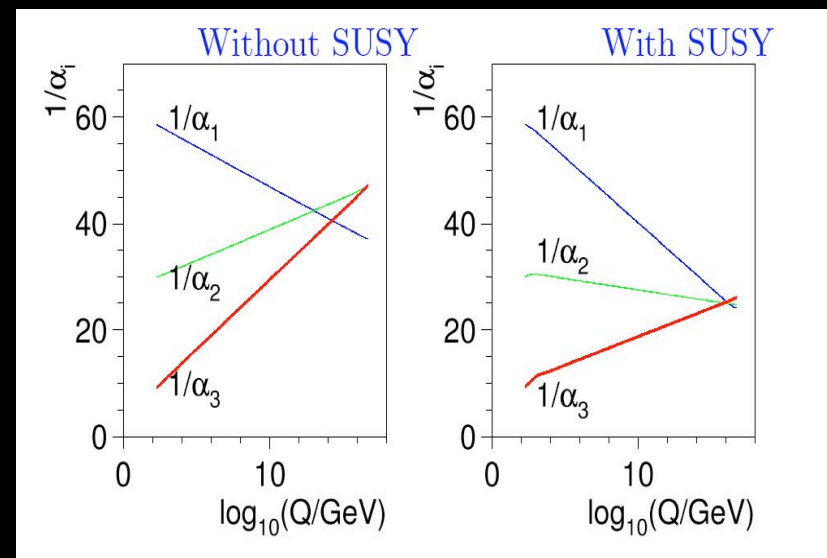 Without SUSY
1/αᵢ
60
40
20
0
1/α₁
1/α₂
1/α₃
0 10
log₁₀(Q/GeV)
With SUSY
1/αᵢ
60
40
20
0
1/α₁
1/α₂
1/α₃
0 10
log₁₀(Q/GeV)